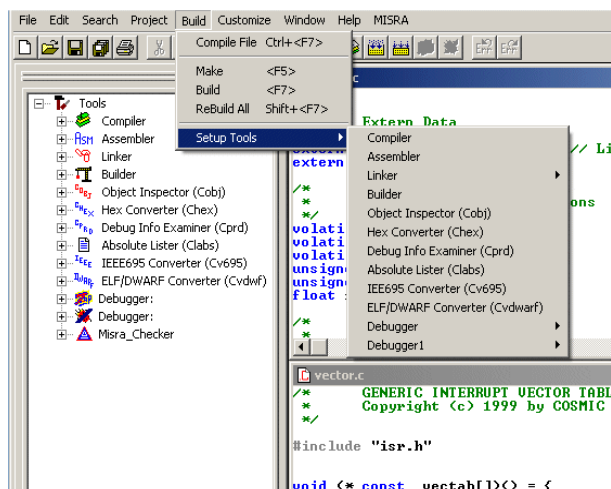 File Edit Search Project Build Customize Window Help MISRA
Compile File Ctrl+<F7>
Make <F5>
Build <F7>
ReBuild All Shift+<F7>
Setup Tools
Compiler
Assembler
Linker
Builder
Object Inspector (Cobj)
Hex Converter (Chex)
Debug Info Examiner (Cprd)
Absolute Lister (Clabs)
IEEE695 Converter (Cv695)
ELF/DWARF Converter (Cvdwarf)
Debugger
Debugger1
Tools
Compiler
Assembler
Linker
Builder
Object Inspector (Cobj)
Hex Converter (Chex)
Debug Info Examiner (Cprd)
Absolute Lister (Clabs)
IEEE695 Converter (Cv695)
ELF/DWARF Converter (Cvdwf)
Debugger:
Debugger:
Misra_Checker
Extern Data
// Li
extern
/*
* ons
*/
volati
volati
volati
unsign
unsign
float
/*
*
vector.c
/* GENERIC INTERRUPT VECTOR TABL
* Copyright (c) 1999 by COSMIC
*/
#include "isr.h"
void (* const _vectab[])() = {